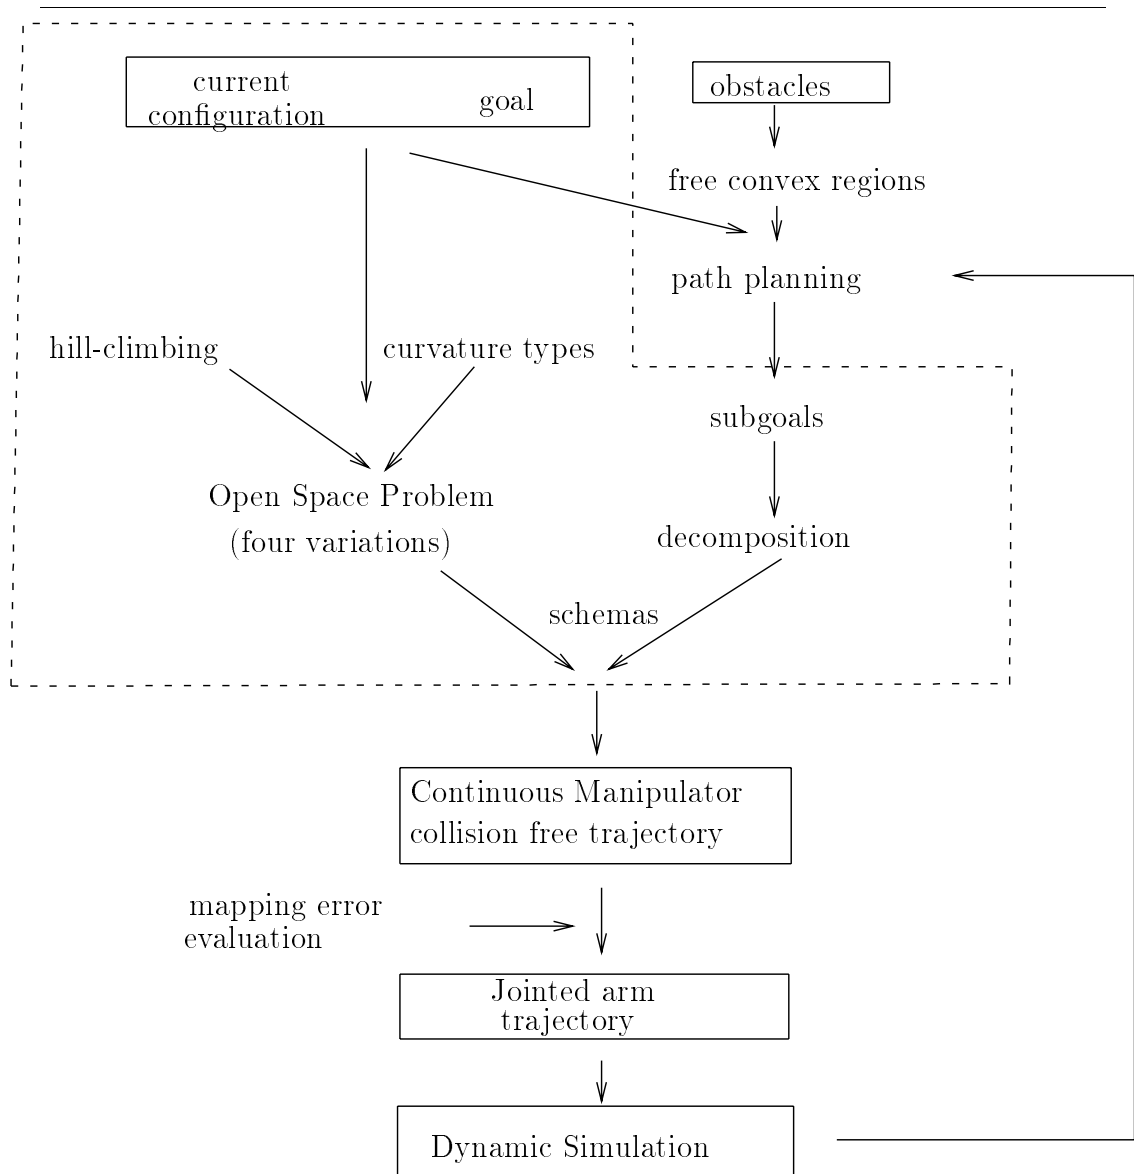 current
configuration
goal
obstacles
free convex regions
path planning
hill-climbing
curvature types
subgoals
Open Space Problem
(four variations)
decomposition
schemas
Continuous Manipulator
collision free trajectory
mapping error
evaluation
Jointed arm
trajectory
Dynamic Simulation